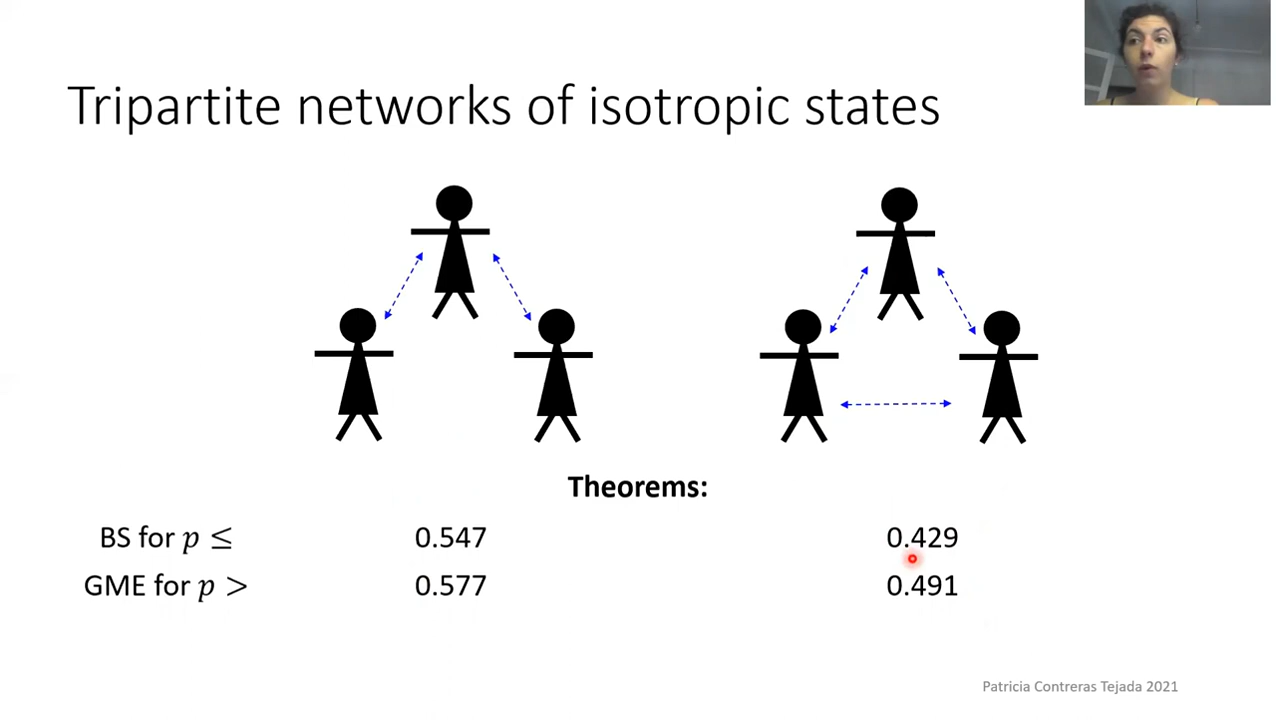 Tripartite networks of isotropic states
Theorems:
BS for p ≤ 0.547 0.429
GME for p > 0.577 0.491
Patricia Contreras Tejada 2021